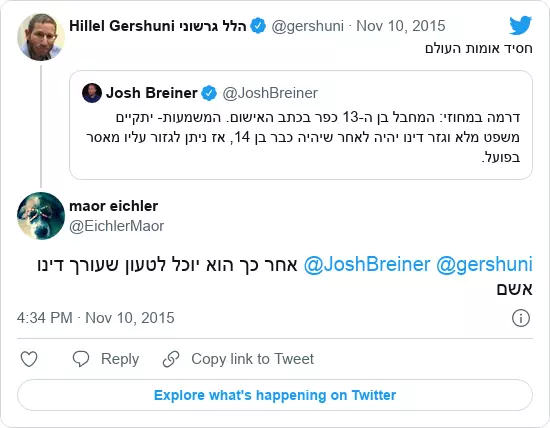 Hillel Gershuni הלל גרשוני @gershuni · Nov 10, 2015
חסיד אומות העולם
Josh Breiner @JoshBreiner
דרמה במחוזי: המחבל בן ה-13 כפר בכתב האישום. המשמעות- יתקיים
משפט מלא וגזר דינו יהיה לאחר שיהיה כבר בן 14, אז ניתן לגזור עליו מאסר
בפועל.
maor eichler
@EichlerMaor
@gershuni @JoshBreiner אחר כך הוא יוכל לטעון שעורך דינו
אשם
4:34 PM · Nov 10, 2015
Reply Copy link to Tweet
Explore what's happening on Twitter